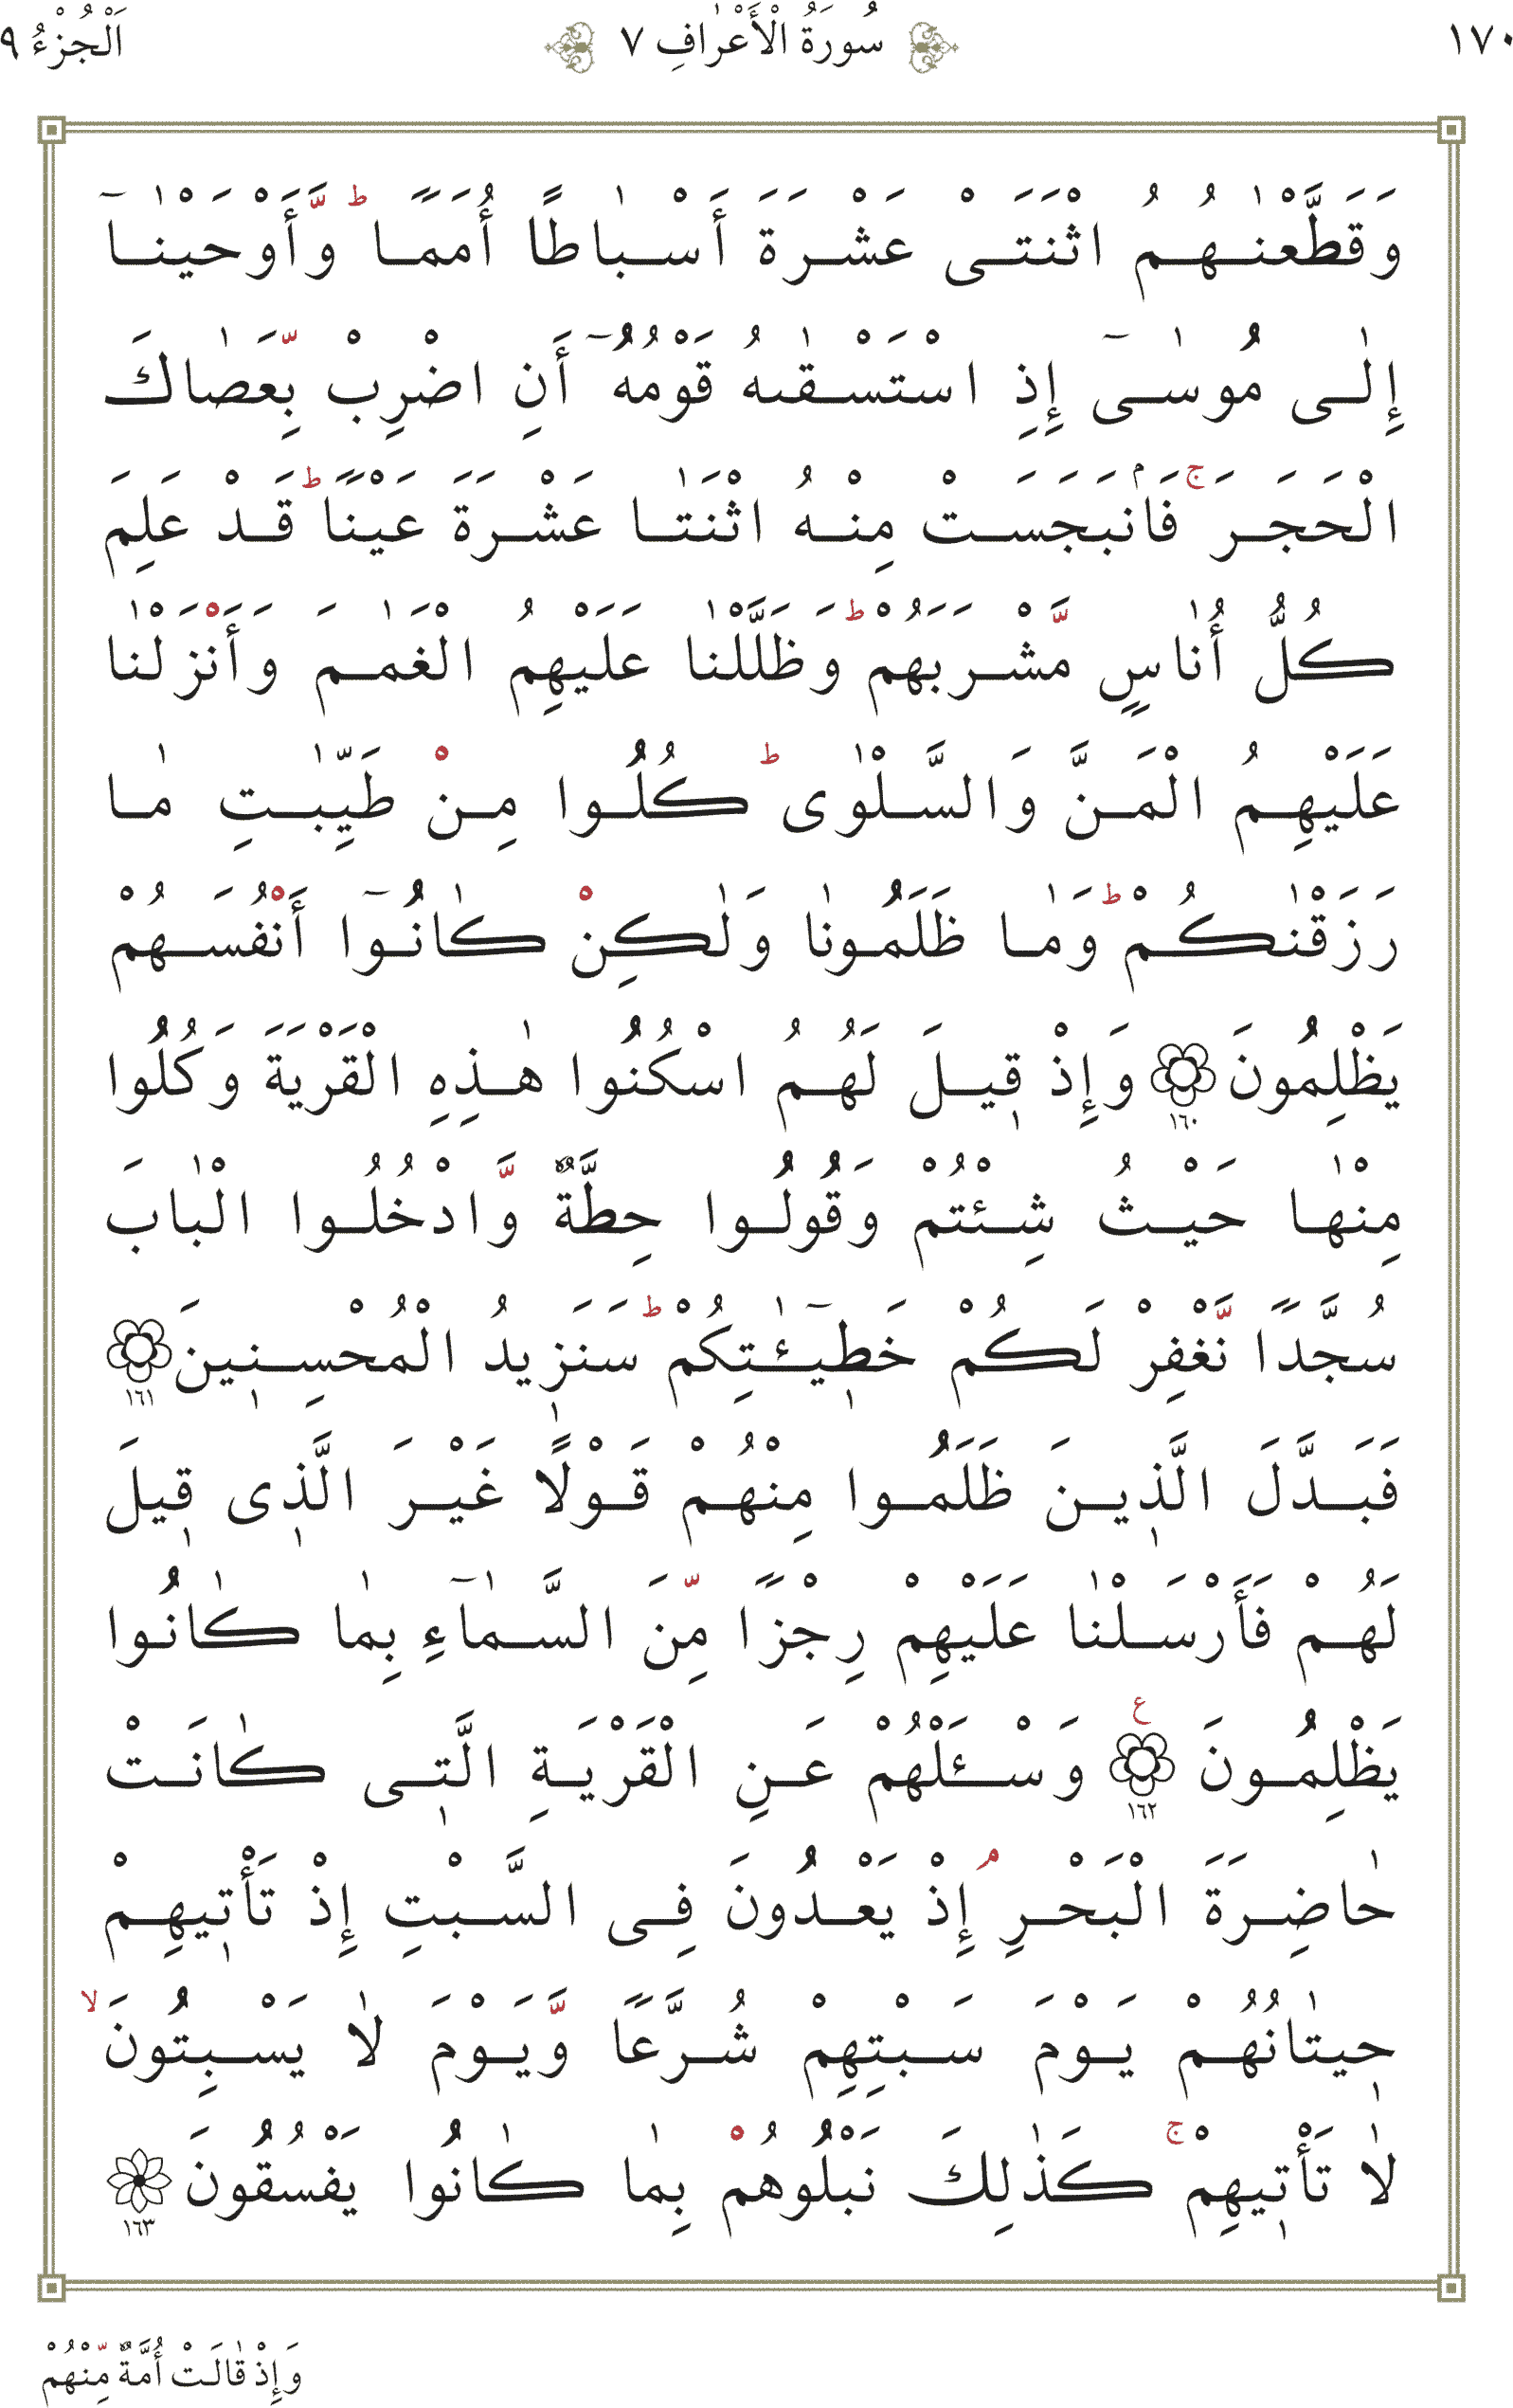 ١٧٠ سُورَةُ الْأَعْرٰافِ ٧ اَلْجُزْءُ ٩
وَقَطَّعْنٰهُمُ اثْنَتَىْ عَشْرَةَ أَسْبٰاطًا أُمَمًا ۗ وَّأَوْحَيْنٰٓا
إِلٰى مُوسٰىٓ إِذِ اسْتَسْقٰىهُ قَوْمُهُٓ أَنِ اضْرِبْ بِّعَصٰاكَ
الْحَجَرَ ۚ فَانْۢبَجَسَتْ مِنْهُ اثْنَتٰا عَشْرَةَ عَيْنًا ۗ قَدْ عَلِمَ
كُلُّ أُنٰاسٍ مَّشْرَبَهُمْ ۗ وَظَلَّلْنٰا عَلَيْهِمُ الْغَمٰمَ وَأَنْزَلْنٰا
عَلَيْهِمُ الْمَنَّ وَالسَّلْوٰى ۗ كُلُوا مِنْ طَيِّبٰتِ مٰا
رَزَقْنٰكُمْ ۗ وَمٰا ظَلَمُونٰا وَلٰكِنْ كٰانُوٓا أَنْفُسَهُمْ
يَظْلِمُونَ ١٦٠ وَإِذْ قٖيلَ لَهُمُ اسْكُنُوا هٰذِهِ الْقَرْيَةَ وَكُلُوا
مِنْهٰا حَيْثُ شِئْتُمْ وَقُولُوا حِطَّةٌ وَّادْخُلُوا الْبٰابَ
سُجَّدًا نَّغْفِرْ لَكُمْ خَطٖيٓـٰٔتِكُمْ ۗ سَنَزٖيدُ الْمُحْسِنٖينَ ١٦١
فَبَدَّلَ الَّذٖينَ ظَلَمُوا مِنْهُمْ قَوْلًا غَيْرَ الَّذٖى قٖيلَ
لَهُمْ فَأَرْسَلْنٰا عَلَيْهِمْ رِجْزًا مِّنَ السَّمٰٓاءِ بِمٰا كٰانُوا
يَظْلِمُونَ ١٦٢ ع وَسْـَٔلْهُمْ عَنِ الْقَرْيَةِ الَّتٖى كٰانَتْ
حٰاضِرَةَ الْبَحْرِ ۘ إِذْ يَعْدُونَ فِى السَّبْتِ إِذْ تَأْتٖيهِمْ
حٖيتٰانُهُمْ يَوْمَ سَبْتِهِمْ شُرَّعًا وَّيَوْمَ لٰا يَسْبِتُونَ ۙ
لٰا تَأْتٖيهِمْ ۚ كَذٰلِكَ نَبْلُوهُمْ بِمٰا كٰانُوا يَفْسُقُونَ ١٦٣
وَإِذْ قٰالَتْ أُمَّةٌ مِّنْهُمْ